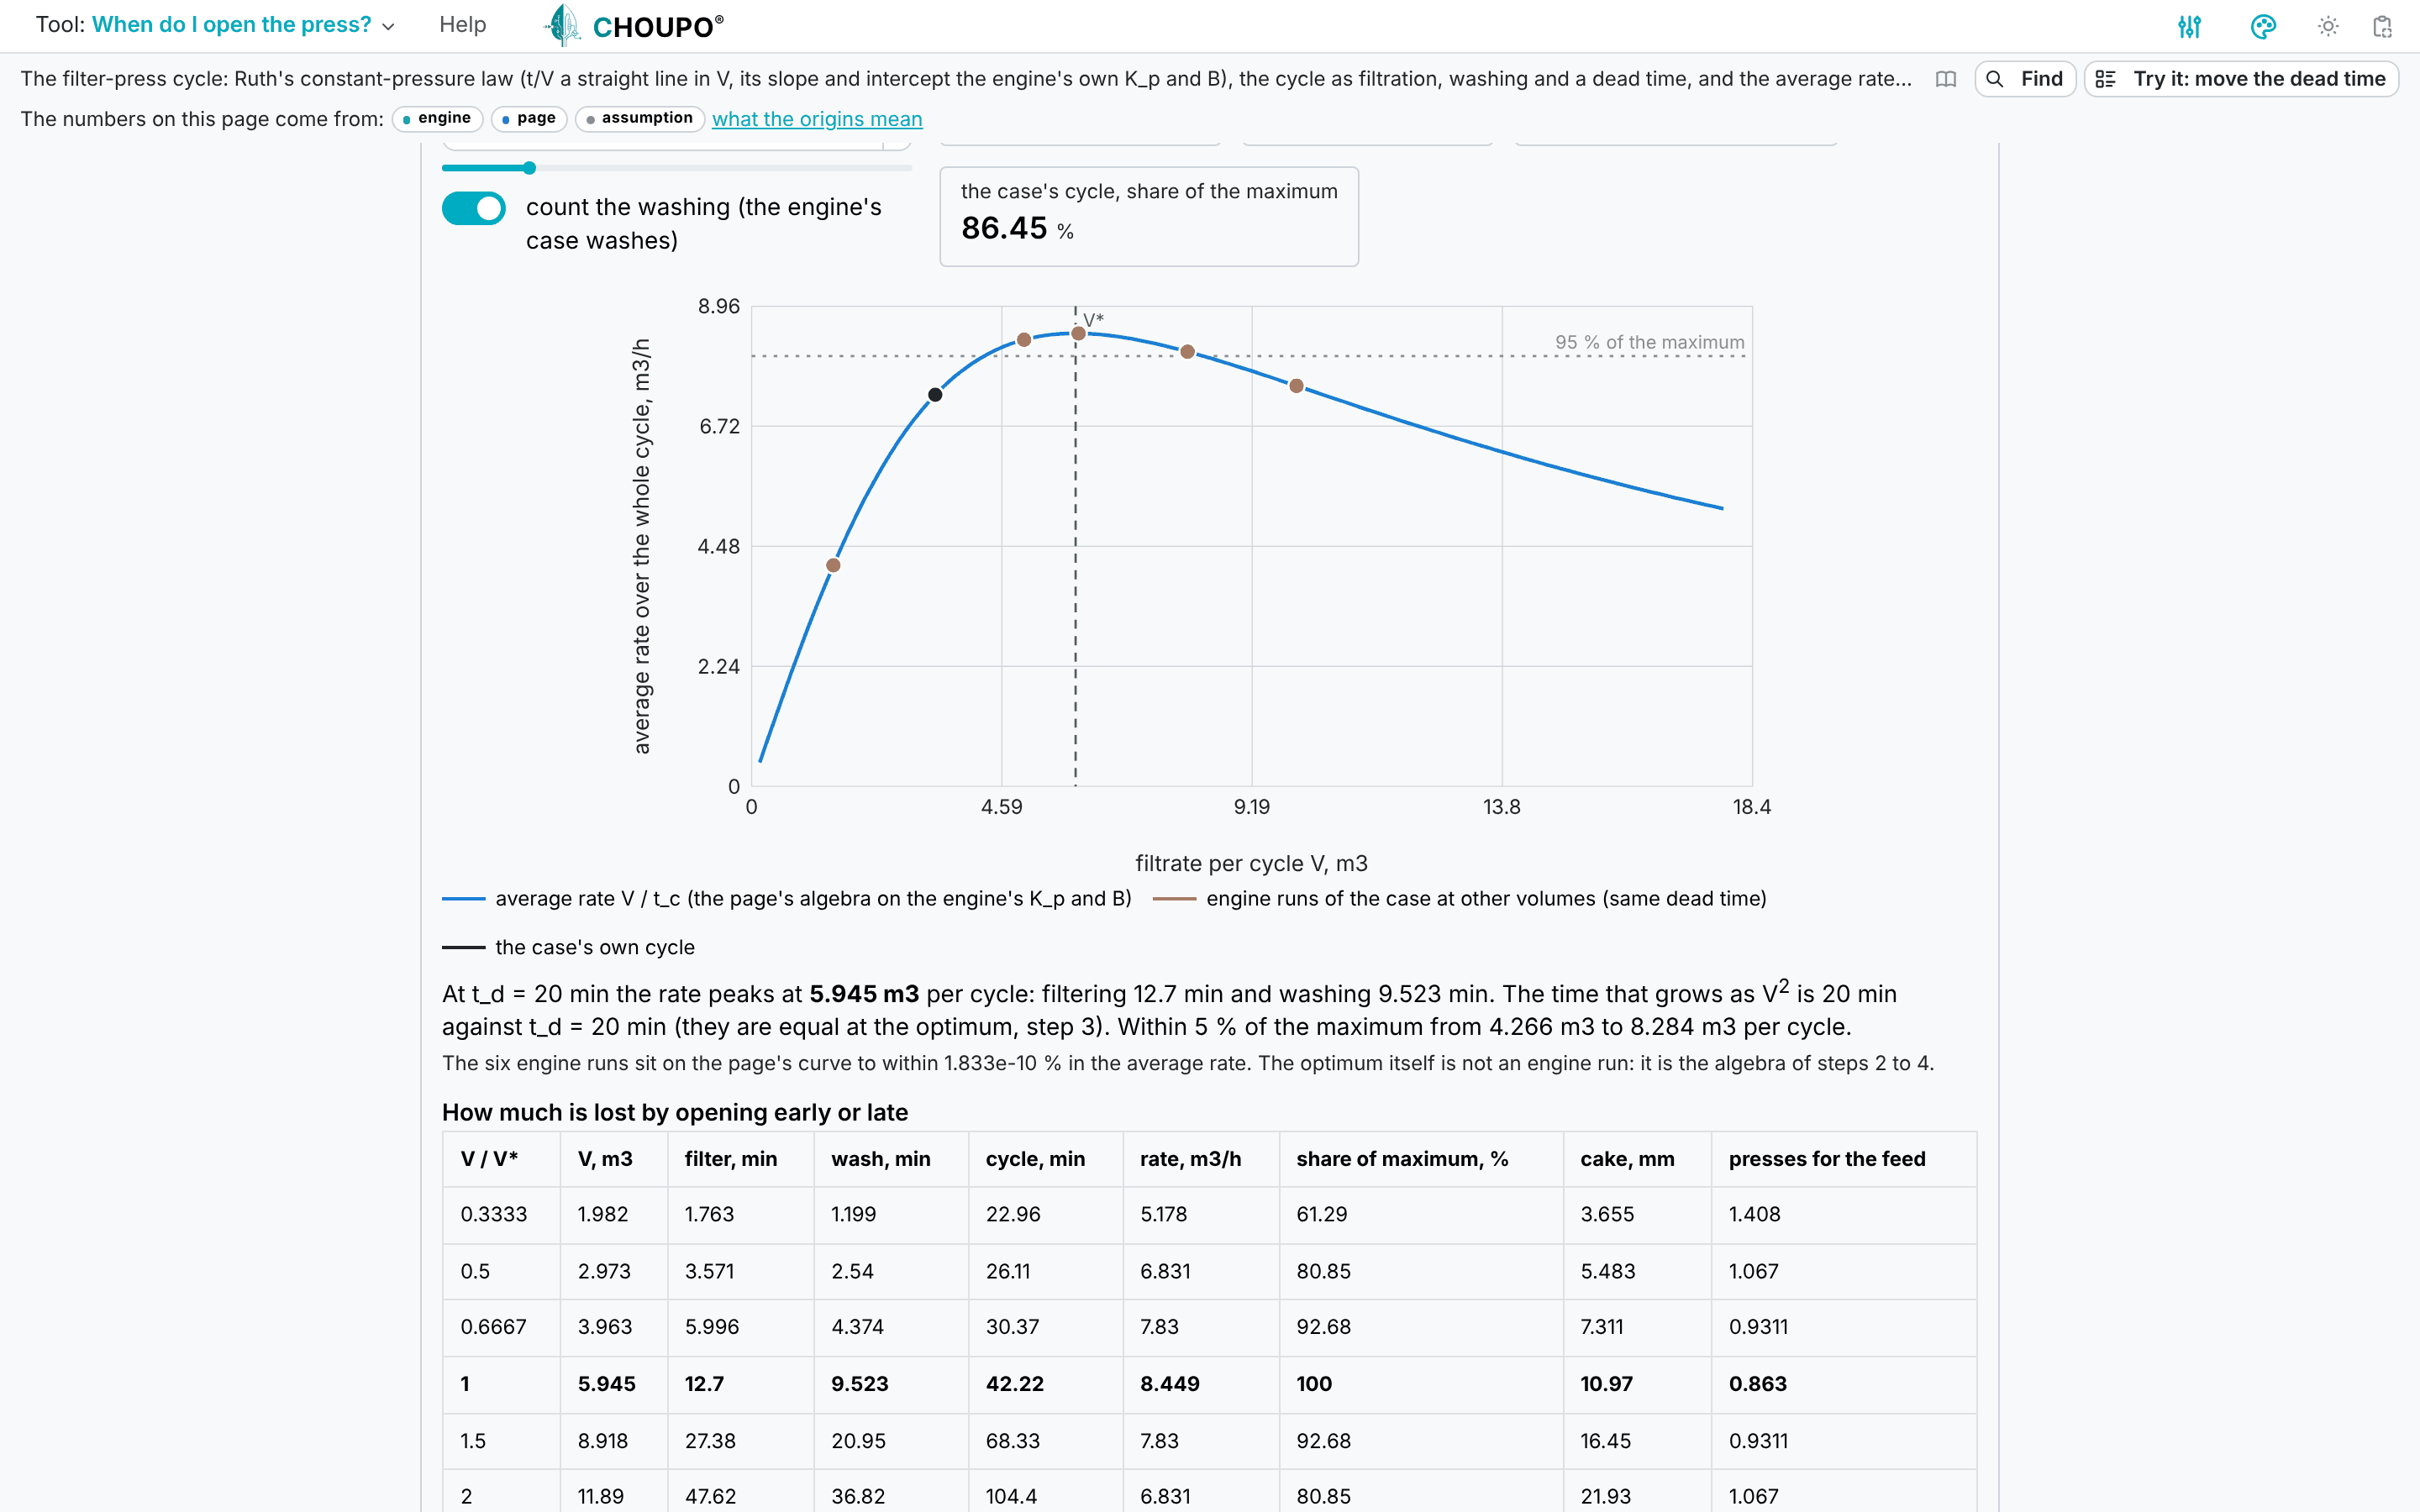 Tool: When do I open the press?
Help
CHOUPO®
The filter-press cycle: Ruth's constant-pressure law (t/V a straight line in V, its slope and intercept the engine's own K_p and B), the cycle as filtration, washing and a dead time, and the average rate...
Find
Try it: move the dead time
The numbers on this page come from: engine page assumption what the origins mean
count the washing (the engine's
case washes)
the case's cycle, share of the maximum
86.45 %
8.96
6.72
4.48
2.24
0
average rate over the whole cycle, m3/h
V*
95 % of the maximum
0 4.59 9.19 13.8 18.4
filtrate per cycle V, m3
average rate V / t_c (the page's algebra on the engine's K_p and B)
engine runs of the case at other volumes (same dead time)
the case's own cycle
At t_d = 20 min the rate peaks at 5.945 m3 per cycle: filtering 12.7 min and washing 9.523 min. The time that grows as V² is 20 min
against t_d = 20 min (they are equal at the optimum, step 3). Within 5 % of the maximum from 4.266 m3 to 8.284 m3 per cycle.
The six engine runs sit on the page's curve to within 1.833e-10 % in the average rate. The optimum itself is not an engine run: it is the algebra of steps 2 to 4.
How much is lost by opening early or late
V / V* V, m3 filter, min wash, min cycle, min rate, m3/h share of maximum, % cake, mm presses for the feed
0.3333 1.982 1.763 1.199 22.96 5.178 61.29 3.655 1.408
0.5 2.973 3.571 2.54 26.11 6.831 80.85 5.483 1.067
0.6667 3.963 5.996 4.374 30.37 7.83 92.68 7.311 0.9311
1 5.945 12.7 9.523 42.22 8.449 100 10.97 0.863
1.5 8.918 27.38 20.95 68.33 7.83 92.68 16.45 0.9311
2 11.89 47.62 36.82 104.4 6.831 80.85 21.93 1.067